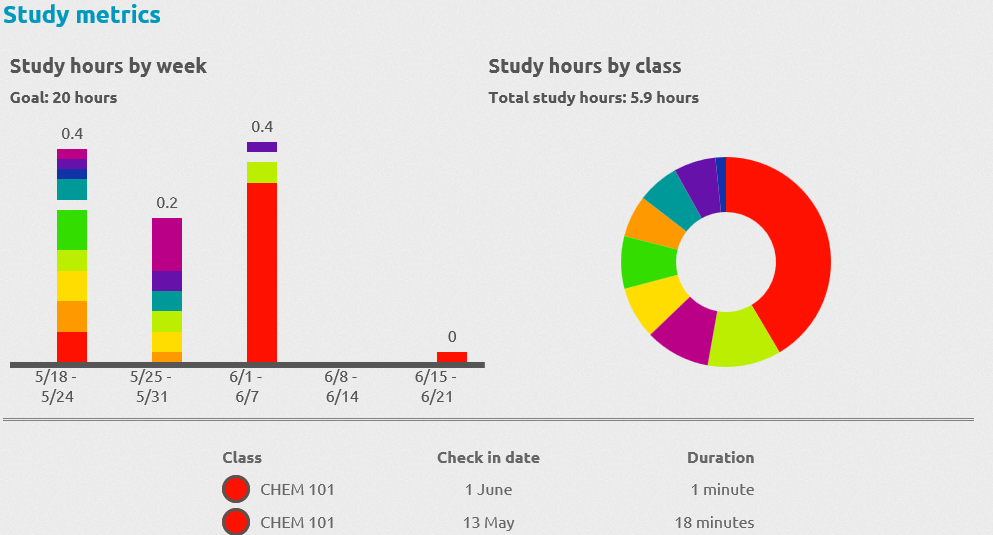 Study metrics
Study hours by week
Goal: 20 hours
0.4
0.2
0.4
0
5/18 -
5/24
5/25 -
5/31
6/1 -
6/7
6/8 -
6/14
6/15 -
6/21
Study hours by class
Total study hours: 5.9 hours
Class Check in date Duration
CHEM 101 1 June 1 minute
CHEM 101 13 May 18 minutes